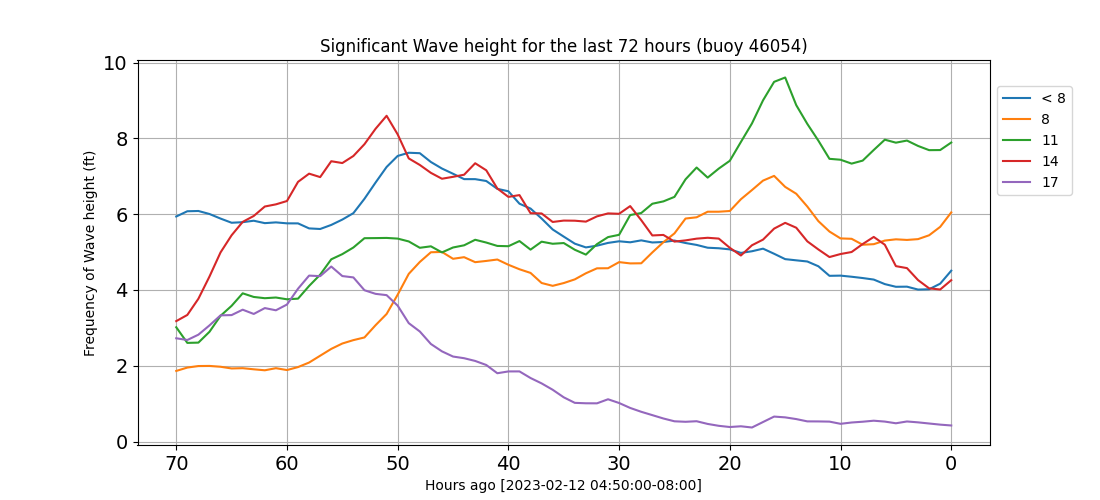 Significant Wave height for the last 72 hours (buoy 46054)
Frequency of Wave height (ft)
10
8
6
4
2
0
70 60 50 40 30 20 10 0
Hours ago [2023-02-12 04:50:00-08:00]
< 8
8
11
14
17